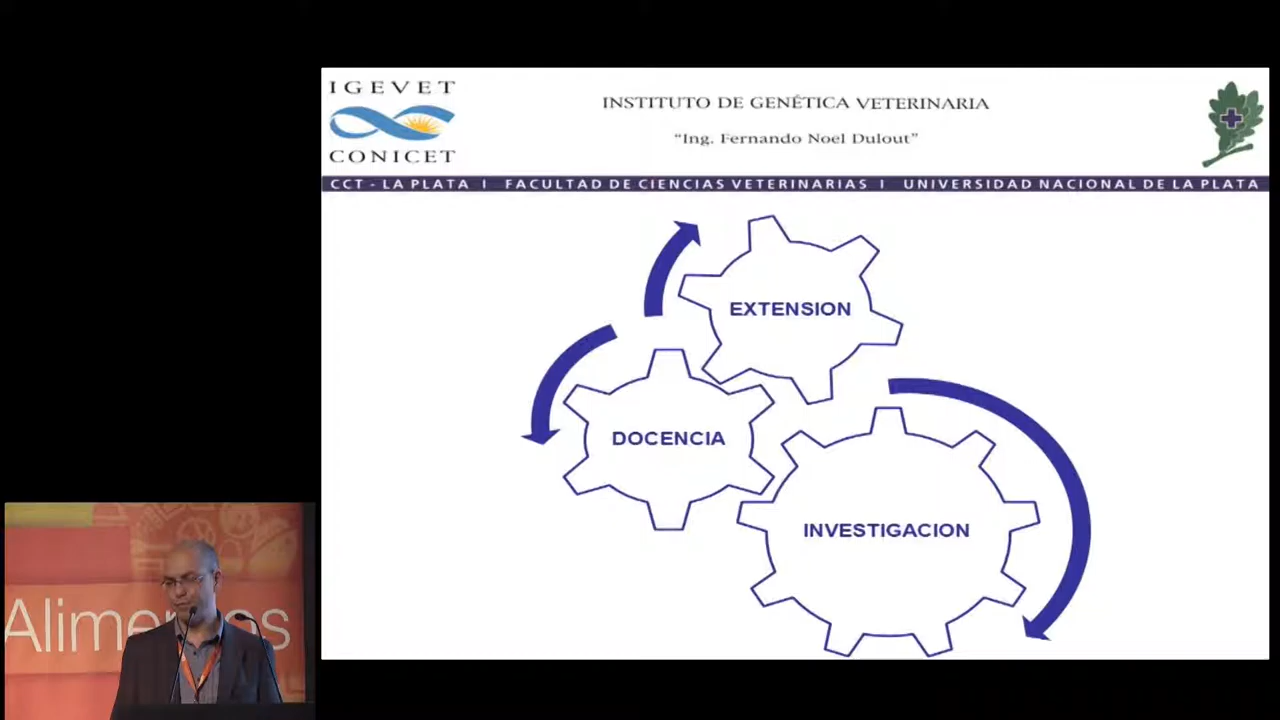 IGEVET
CONICET
INSTITUTO DE GENÉTICA VETERINARIA
“Ing. Fernando Noel Dulout”
CCT - LA PLATA I FACULTAD DE CIENCIAS VETERINARIAS I UNIVERSIDAD NACIONAL DE LA PLATA
EXTENSION
DOCENCIA
INVESTIGACION
Alimentos